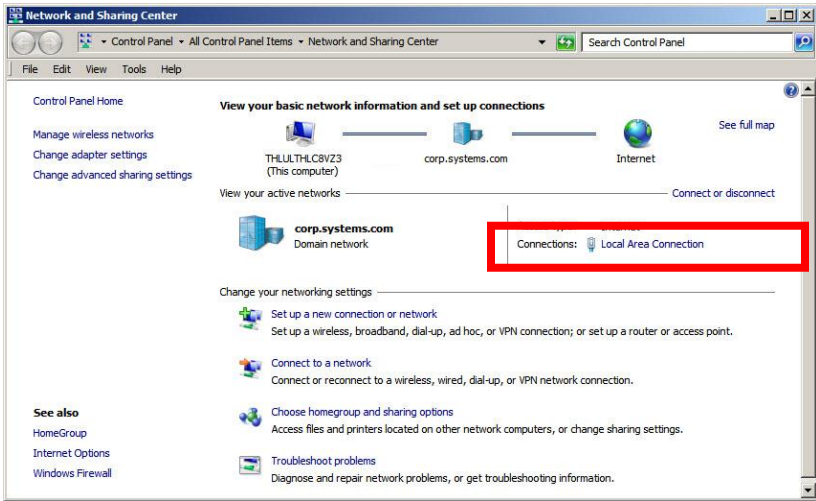 Network and Sharing Center
Control Panel All Control Panel Items Network and Sharing Center
Search Control Panel
File Edit View Tools Help
Control Panel Home
Manage wireless networks
Change adapter settings
Change advanced sharing settings
View your basic network information and set up connections
See full map
THLULTHLC8VZ3
(This computer)
corp.systems.com
Internet
View your active networks
Connect or disconnect
corp.systems.com
Domain network
Connections: Local Area Connection
Change your networking settings
Set up a new connection or network
Set up a wireless, broadband, dial-up, ad hoc, or VPN connection; or set up a router or access point.
Connect to a network
Connect or reconnect to a wireless, wired, dial-up, or VPN network connection.
Choose homegroup and sharing options
Access files and printers located on other network computers, or change sharing settings.
Troubleshoot problems
Diagnose and repair network problems, or get troubleshooting information.
See also
HomeGroup
Internet Options
Windows Firewall